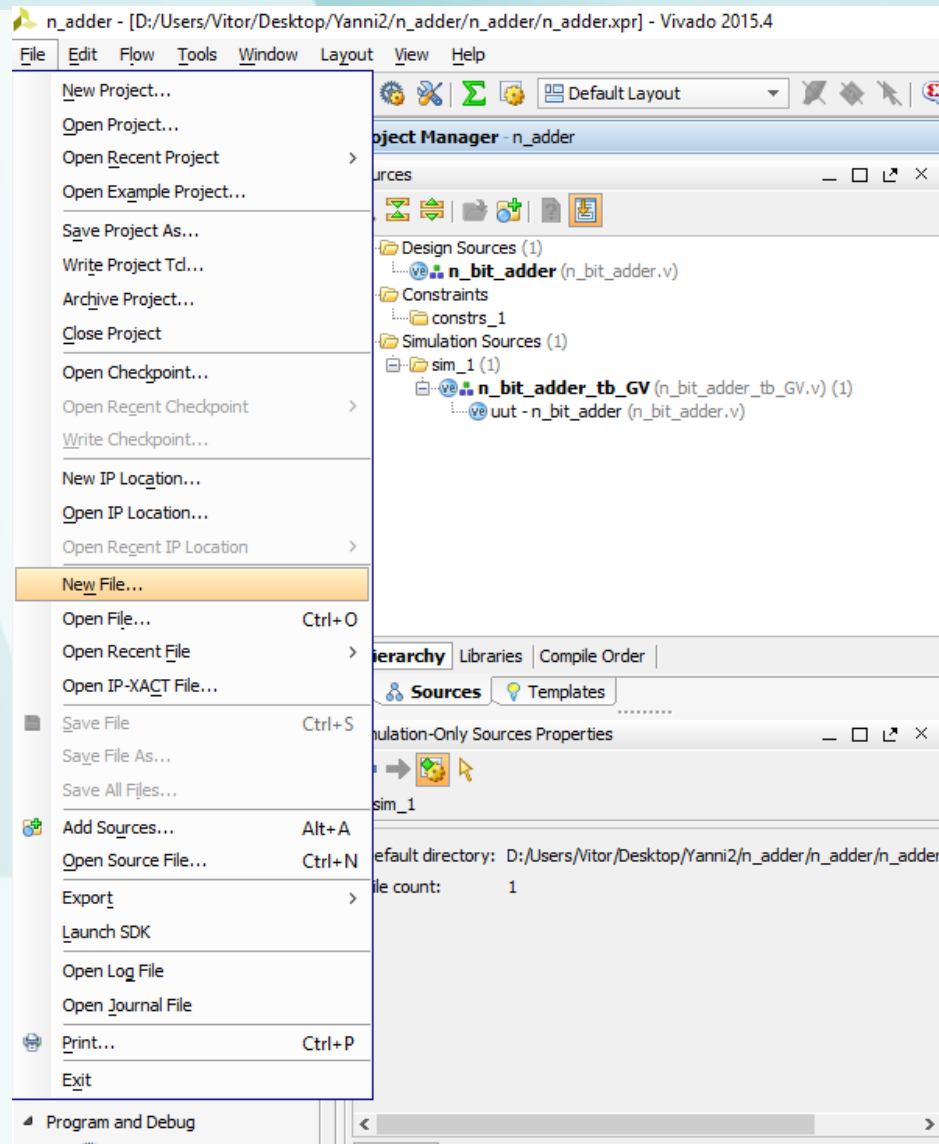 n_adder - [D:/Users/Vitor/Desktop/Yanni2/n_adder/n_adder/n_adder.xpr] - Vivado 2015.4
File Edit Flow Tools Window Layout View Help
New Project...
Open Project...
Open Recent Project
Open Example Project...
Save Project As...
Write Project Tcl...
Archive Project...
Close Project
Open Checkpoint...
Open Recent Checkpoint
Write Checkpoint...
New IP Location...
Open IP Location...
Open Recent IP Location
New File...
Open File... Ctrl+O
Open Recent File
Open IP-XACT File...
Save File Ctrl+S
Save File As...
Save All Files...
Add Sources... Alt+A
Open Source File... Ctrl+N
Export
Launch SDK
Open Log File
Open Journal File
Print... Ctrl+P
Exit
Program and Debug
Default Layout
oject Manager - n_adder
urces
Design Sources (1)
n_bit_adder (n_bit_adder.v)
Constraints
constrs_1
Simulation Sources (1)
sim_1 (1)
n_bit_adder_tb_GV (n_bit_adder_tb_GV.v) (1)
uut - n_bit_adder (n_bit_adder.v)
ierarchy Libraries Compile Order
Sources Templates
mulation-Only Sources Properties
sim_1
efault directory: D:/Users/Vitor/Desktop/Yanni2/n_adder/n_adder/n_adder
ile count: 1